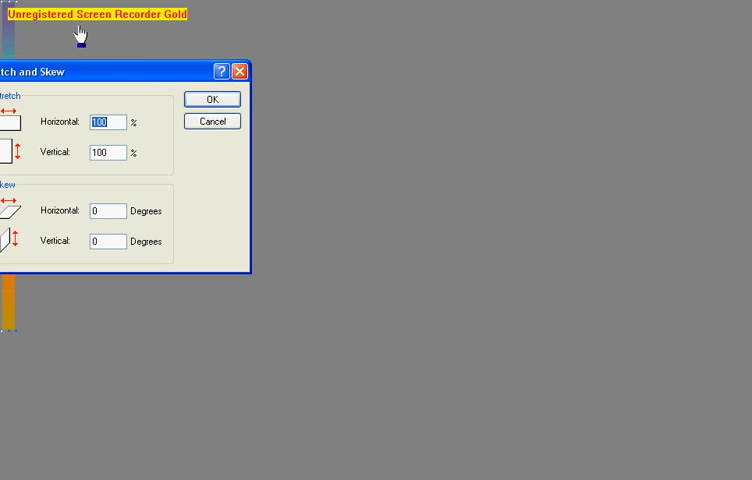 Unregistered Screen Recorder Gold
tch and Skew
tretch
Horizontal: 100 %
OK
Cancel
Vertical: 100 %
kew
Horizontal: 0 Degrees
Vertical: 0 Degrees